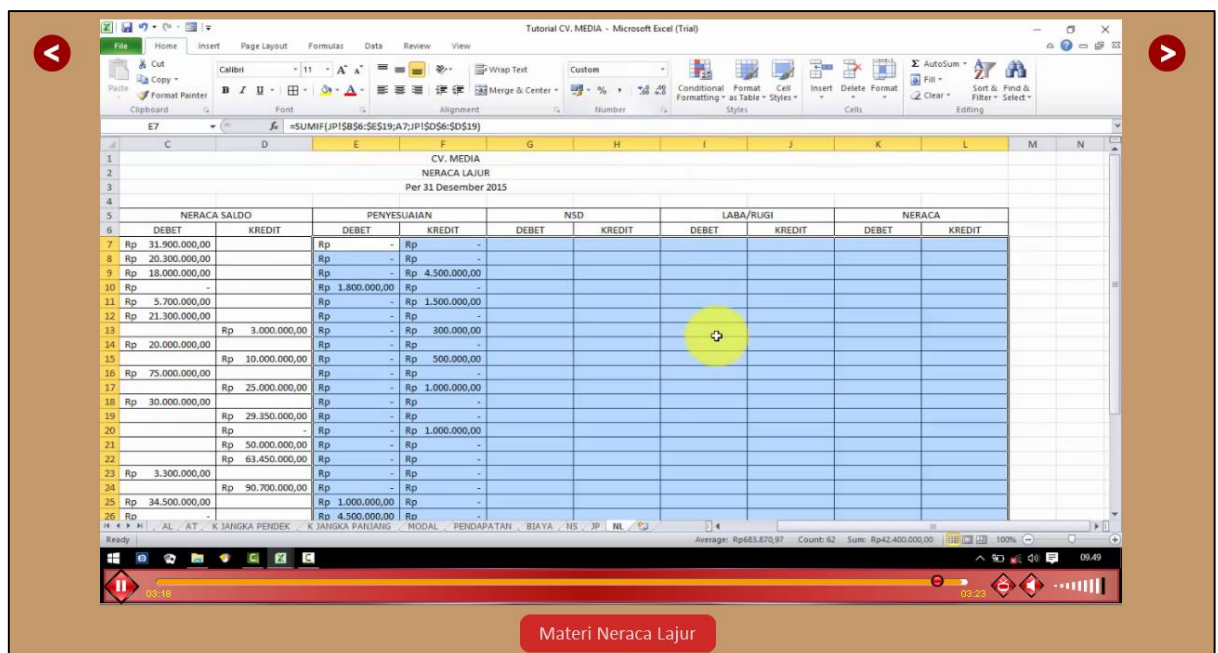 Tutorial CV. MEDIA - Microsoft Excel (Trial)
File Home Insert Page Layout Formulas Data Review View
Cut
Copy
Format Painter
Paste
Clipboard
Calibri 11
B I U
Font
Wrap Text
Merge & Center
Alignment
Custom
% ,
Number
Conditional Formatting
Format as Table
Cell Styles
Styles
Insert Delete Format
Cells
Σ AutoSum
Fill
Clear
Sort & Filter
Find & Select
Editing
E7 fx =SUMIF(JP!$B$6:$E$19;A7;JP!$D$6:$D$19)
C D E F G H I J K L M N
1 CV. MEDIA
2 NERACA LAJUR
3 Per 31 Desember 2015
4
5 NERACA SALDO PENYESUAIAN NSD LABA/RUGI NERACA
6 DEBET KREDIT DEBET KREDIT DEBET KREDIT DEBET KREDIT DEBET KREDIT
7 Rp 31.900.000,00 Rp - Rp -
8 Rp 20.300.000,00 Rp - Rp -
9 Rp 18.000.000,00 Rp - Rp 4.500.000,00
10 Rp - Rp 1.800.000,00 Rp -
11 Rp 5.700.000,00 Rp - Rp 1.500.000,00
12 Rp 21.300.000,00 Rp - Rp -
13 Rp 3.000.000,00 Rp - Rp 300.000,00
14 Rp 20.000.000,00 Rp - Rp -
15 Rp 10.000.000,00 Rp - Rp 500.000,00
16 Rp 75.000.000,00 Rp - Rp -
17 Rp 25.000.000,00 Rp - Rp 1.000.000,00
18 Rp 30.000.000,00 Rp - Rp -
19 Rp 29.350.000,00 Rp - Rp -
20 Rp - Rp - Rp 1.000.000,00
21 Rp 50.000.000,00 Rp - Rp -
22 Rp 63.450.000,00 Rp - Rp -
23 Rp 3.300.000,00 Rp - Rp -
24 Rp 90.700.000,00 Rp - Rp -
25 Rp 34.500.000,00 Rp 1.000.000,00 Rp -
26 Rp Rp 4.500.000,00 Rp -
AL AT K JANGKA PENDEK K JANGKA PANJANG MODAL PENDAPATAN BIAYA NS JP NL
Ready Average: Rp683.870,97 Count: 62 Sum: Rp42.400.000,00 100%
09.49
03:18 03:23
Materi Neraca Lajur